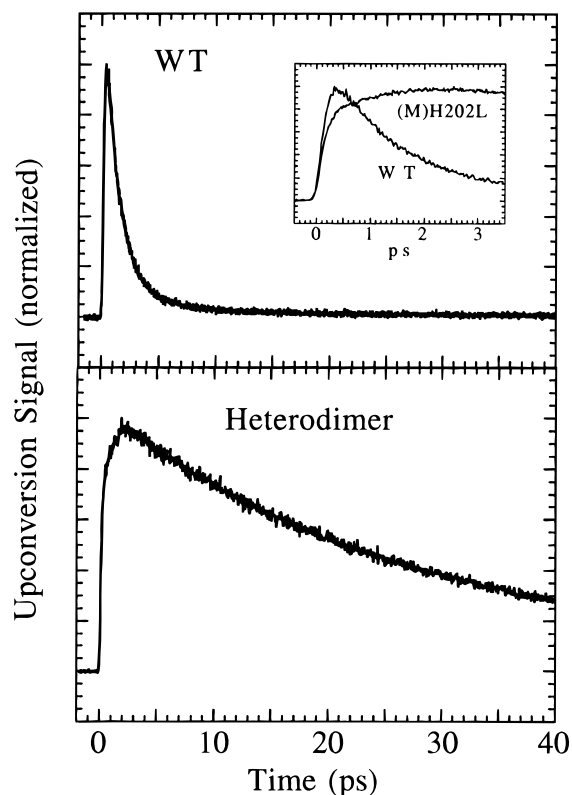 WT
(M)H202L
W T
0 1 2 3
p s
Heterodimer
Upconversion Signal (normalized)
0 10 20 30 40
Time (ps)